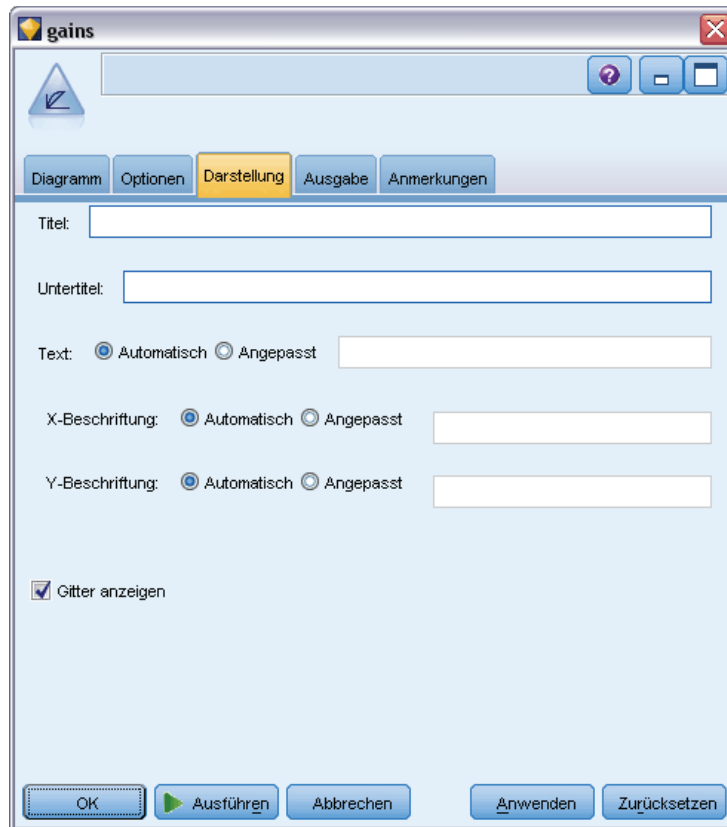 gains
Diagramm Optionen Darstellung Ausgabe Anmerkungen
Titel:
Untertitel:
Text: Automatisch Angepasst
X-Beschriftung: Automatisch Angepasst
Y-Beschriftung: Automatisch Angepasst
Gitter anzeigen
OK Ausführen Abbrechen Anwenden Zurücksetzen